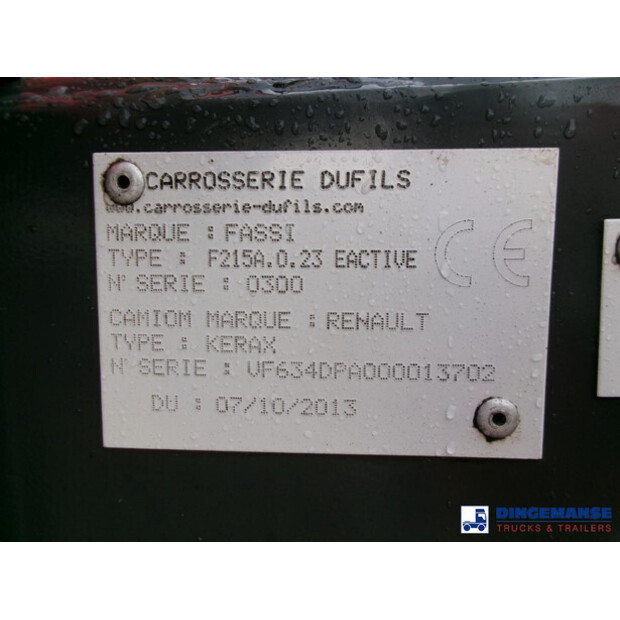 CARROSSERIE DUFILS
www.carrosserie-dufils.com
MARQUE : FASSI
TYPE : F215A.0.23 EACTIVE
N° SERIE : 0300
CE
CAMIOM MARQUE : RENAULT
TYPE : KERAX
N° SERIE : VF634DPA000013702
DU : 07/10/2013
DINGEMANSE
TRUCKS & TRAILERS